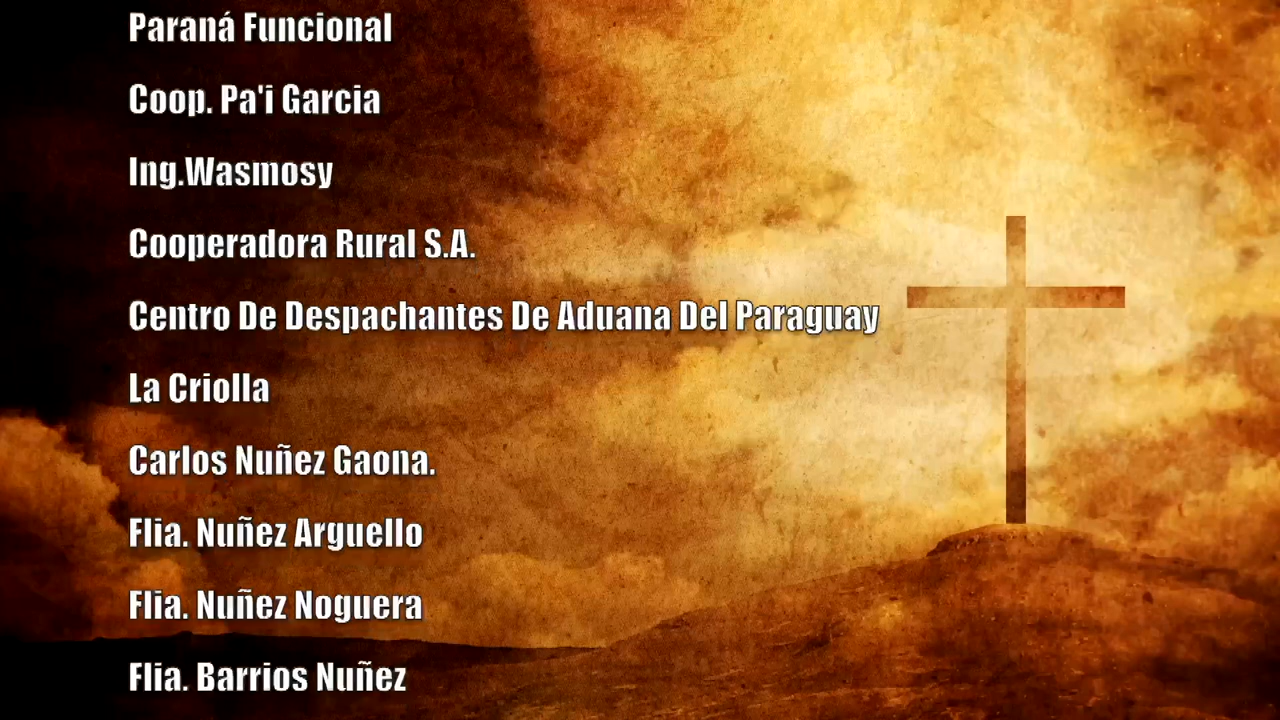 Paraná Funcional
Coop. Pa'i Garcia
Ing.Wasmosy
Cooperadora Rural S.A.
Centro De Despachantes De Aduana Del Paraguay
La Criolla
Carlos Nuñez Gaona.
Flia. Nuñez Arguello
Flia. Nuñez Noguera
Flia. Barrios Nuñez